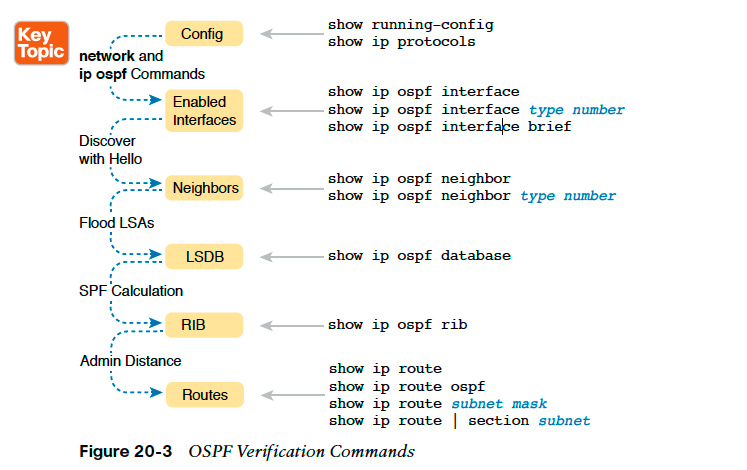 Key
Topic
Config
show running-config
show ip protocols
network and
ip ospf Commands
Enabled
Interfaces
show ip ospf interface
show ip ospf interface type number
show ip ospf interface brief
Discover
with Hello
Neighbors
show ip ospf neighbor
show ip ospf neighbor type number
Flood LSAs
LSDB
show ip ospf database
SPF Calculation
RIB
show ip ospf rib
Admin Distance
Routes
show ip route
show ip route ospf
show ip route subnet mask
show ip route | section subnet
Figure 20-3 OSPF Verification Commands